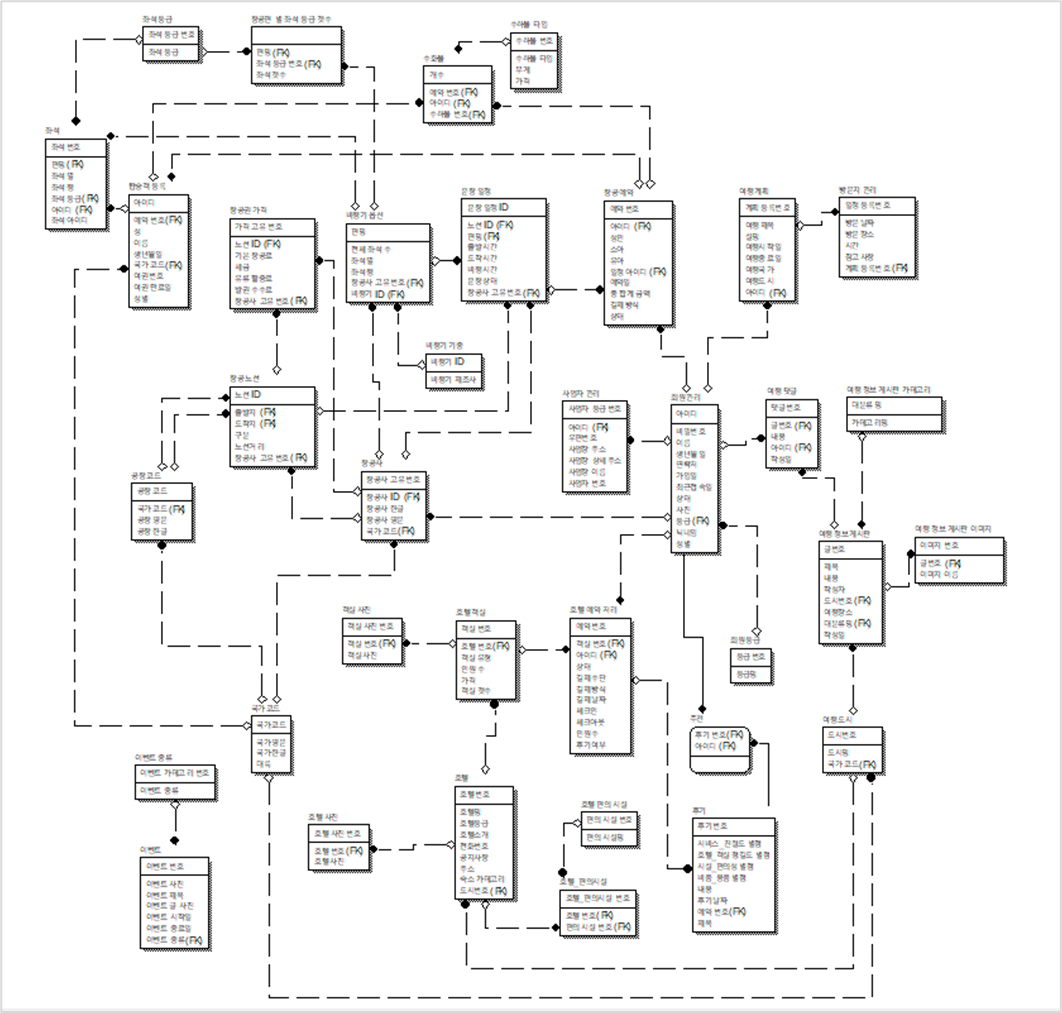 좌석등급
좌석 등급 번호
좌석 등급
항공편 별 좌석 등급 갯수
편명(FK)
좌석 등급 번호(FK)
좌석갯수
수하물 타입
수하물 번호
수하물 타입
무게
가격
수하물
개수
예약 번호(FK)
아이디 (FK)
수하물 번호(FK)
좌석
좌석 번호
편명(FK)
좌석 열
좌석 행
좌석 등급(FK)
아이디 (FK)
좌석 아이디
탑승객 등록
아이디
예약 번호(FK)
성
이름
생년월일
국가 코드(FK)
여권번호
여권만료일
성별
항공권 가격
가격 고유 번호
노선 ID (FK)
기본 항공료
세금
유류 할증료
발권 수수료
항공사 고유 번호(FK)
비행기 옵션
편명
전체 좌석 수
좌석열
좌석행
항공사 고유 번호(FK)
비행기 ID (FK)
운항 일정
운항 일정 ID
노선 ID (FK)
편명(FK)
출발시간
도착시간
비행시간
운항상태
항공사 고유 번호(FK)
항공 예약
예약 번호
아이디 (FK)
성인
소아
유아
일정 아이디 (FK)
예약일
총 합계 금액
결제 방식
상태
여행계획
계획 등록번호
여행 제목
설명
여행시작일
여행종료일
여행국가
여행도시
아이디 (FK)
방문지 관리
일정 등록 번호
방문 날짜
방문 장소
시간
참고 사항
계획 등록 번호(FK)
비행기 기종
비행기 ID
비행기 제조사
항공노선
노선 ID
출발지 (FK)
도착지 (FK)
구분
노선거리
항공사 고유 번호(FK)
공항코드
공항 코드
국가 코드(FK)
공항 영문
공항 한글
항공사
항공사 고유번호
항공사 ID (FK)
항공사 한글
항공사 영문
국가 코드(FK)
사업자 관리
사업자 등급 번호
아이디 (FK)
우편번호
사업장 주소
사업장 상세 주소
사업장 이름
사업자 번호
회원관리
아이디
비밀번호
이름
생년월일
연락처
가입일
최근접속일
상태
사진
등급(FK)
닉네임
성별
여행 댓글
댓글번호
글번호 (FK)
내용
아이디 (FK)
작성일
여행 정보 게시판 카테고리
대분류 명
카테고리명
여행 정보게시판
글번호
제목
내용
작성자
도시번호(FK)
여행장소
대분류명(FK)
작성일
여행 정보 게시판 이미지
이미지 번호
글번호 (FK)
이미지 이름
객실 사진
객실 사진 번호
객실 번호(FK)
객실 사진
호텔객실
객실 번호
호텔 번호(FK)
객실 유형
인원 수
가격
객실 갯수
호텔 예약 처리
예약번호
객실 번호(FK)
아이디 (FK)
상태
결제수단
결제방식
결제날짜
체크인
체크아웃
인원수
후기여부
회원등급
등급 번호
등급명
국가 코드
국가코드
국가영문
국가한글
대륙
추천
후기 번호(FK)
아이디 (FK)
여행도시
도시번호
도시명
국가 코드(FK)
이벤트 종류
이벤트 카테고리 번호
이벤트 종류
이벤트
이벤트 번호
이벤트 사진
이벤트 제목
이벤트 글 사진
이벤트 시작일
이벤트 종료일
이벤트 종류(FK)
호텔 사진
호텔 사진 번호
호텔 번호(FK)
호텔사진
호텔
호텔번호
호텔명
호텔등급
호텔소개
전화번호
공지사항
주소
숙소 카테고리
도시번호(FK)
호텔 편의시설
편의 시설 번호
편의 시설명
호텔_편의시설
호텔_편의시설 번호
호텔 번호(FK)
편의 시설 번호(FK)
후기
후기번호
서비스_친절도 별점
호텔_객실 청결도 별점
시설_편의성 별점
비품_용품 별점
내용
후기날짜
예약 번호(FK)
제목